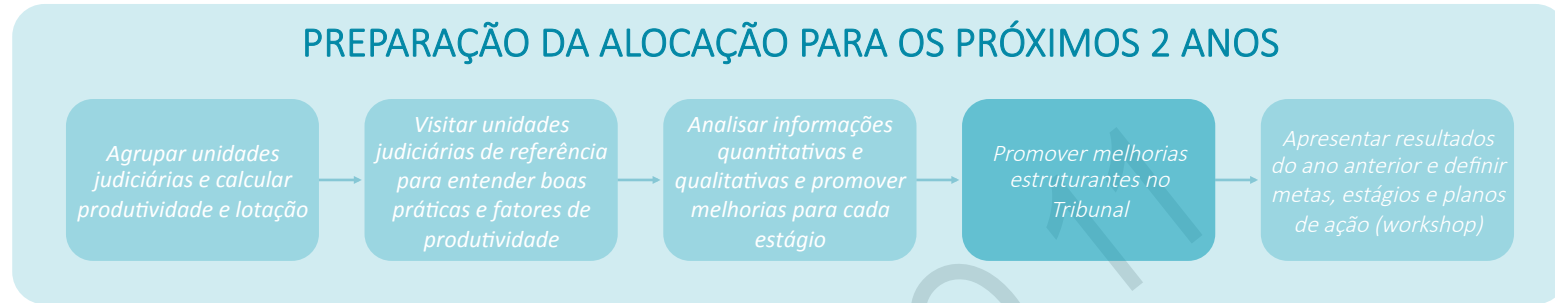 PREPARAÇÃO DA ALOCAÇÃO PARA OS PRÓXIMOS 2 ANOS
Agrupar unidades
judiciárias e calcular
produtividade e lotação
Visitar unidades
judiciárias de referência
para entender boas
práticas e fatores de
produtividade
Analisar informações
quantitativas e
qualitativas e promover
melhorias para cada
estágio
Promover melhorias
estruturantes no
Tribunal
Apresentar resultados
do ano anterior e definir
metas, estágios e planos
de ação (workshop)